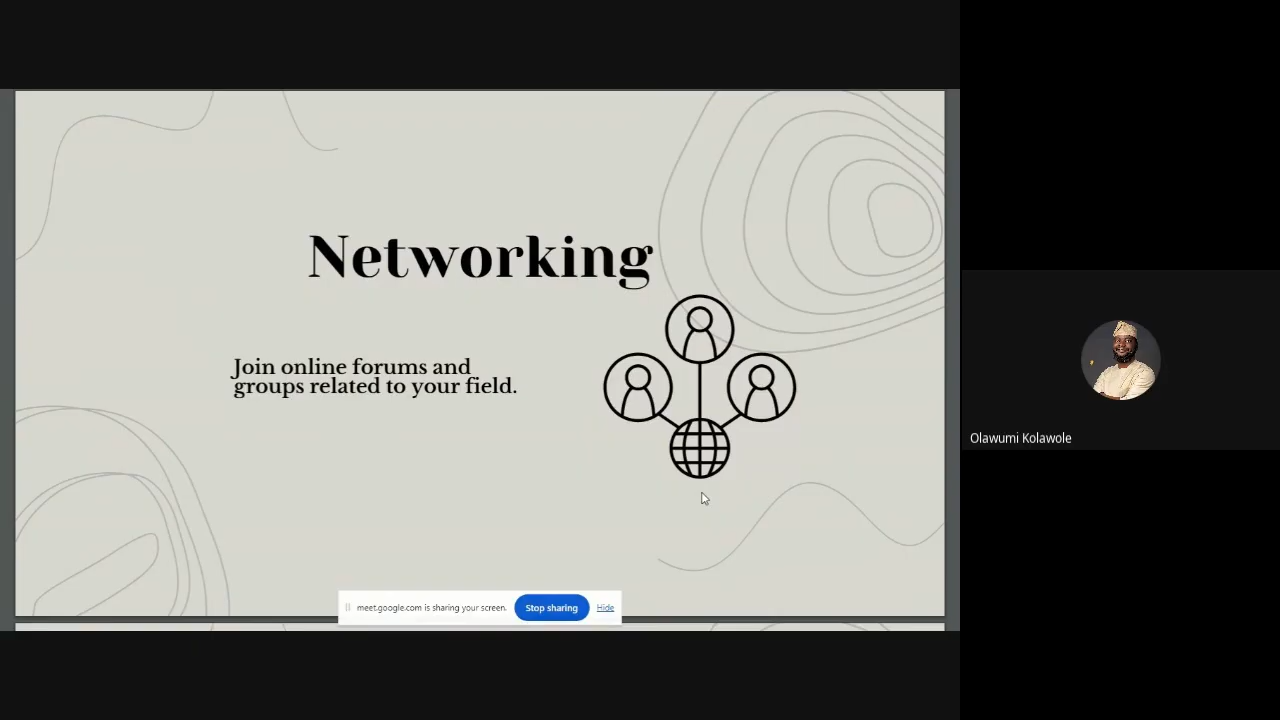 Networking
Join online forums and
groups related to your field.
meet.google.com is sharing your screen.
Stop sharing
Hide
Olawumi Kolawole